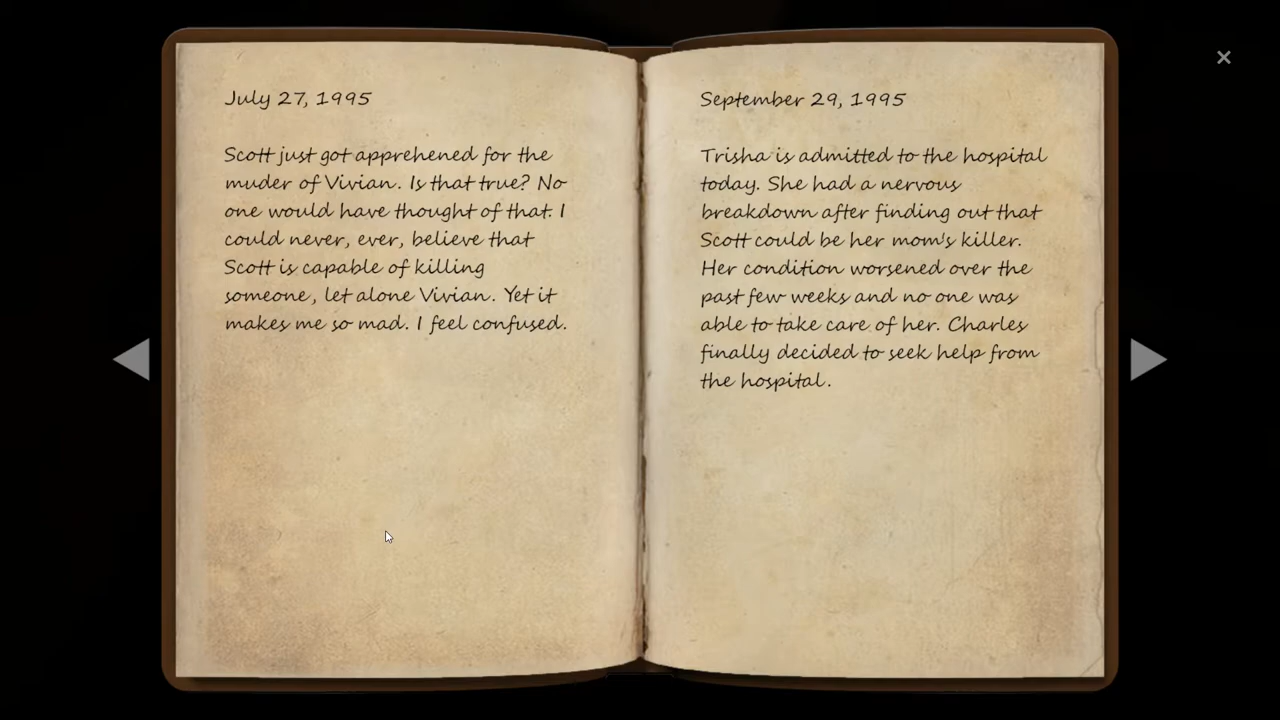 July 27, 1995
Scott just got apprehened for the
muder of Vivian. Is that true? No
one would have thought of that. I
could never, ever, believe that
Scott is capable of killing
someone, let alone Vivian. Yet it
makes me so mad. I feel confused.
September 29, 1995
Trisha is admitted to the hospital
today. She had a nervous
breakdown after finding out that
Scott could be her mom's killer.
Her condition worsened over the
past few weeks and no one was
able to take care of her. Charles
finally decided to seek help from
the hospital.